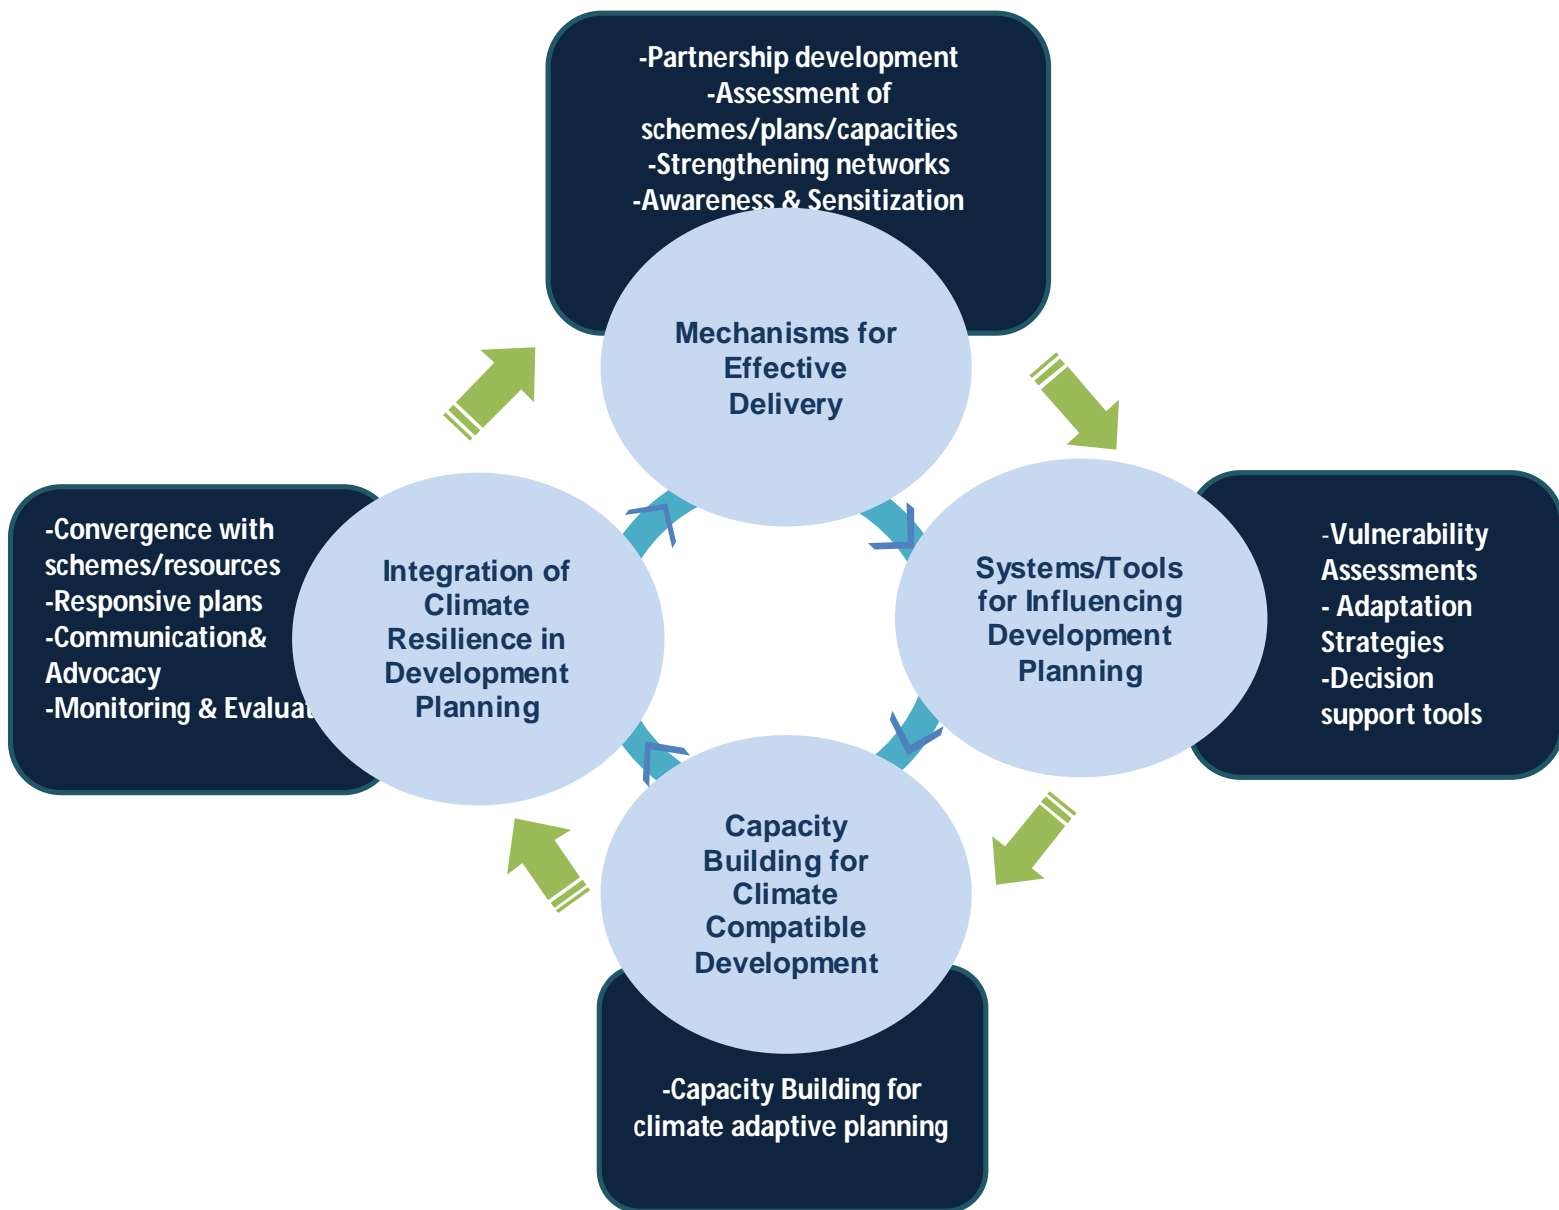 -Partnership development
-Assessment of
schemes/plans/capacities
-Strengthening networks
-Awareness & Sensitization
Mechanisms for
Effective
Delivery
-Convergence with
schemes/resources
-Responsive plans
-Communication&
Advocacy
-Monitoring &
Integration of
Climate
Resilience in
Development
Planning
Systems/Tools
for Influencing
Development
Planning
-Vulnerability
Assessments
- Adaptation
Strategies
-Decision
support tools
Capacity
Building for
Climate
Compatible
Development
-Capacity Building for
climate adaptive planning